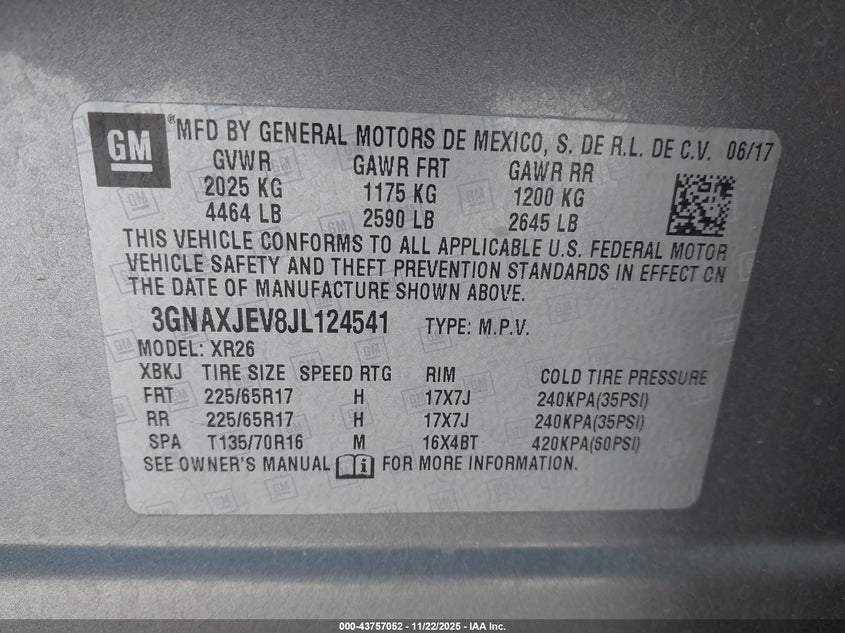 GM ® MFD BY GENERAL MOTORS DE MEXICO, S. DE R.L. DE C.V. 06/17
GVWR GAWR FRT GAWR RR
2025 KG 1175 KG 1200 KG
4464 LB 2590 LB 2645 LB
THIS VEHICLE CONFORMS TO ALL APPLICABLE U.S. FEDERAL MOTOR
VEHICLE SAFETY AND THEFT PREVENTION STANDARDS IN EFFECT ON
THE DATE OF MANUFACTURE SHOWN ABOVE.
3GNAXJEV8JL124541 TYPE: M.P.V.
MODEL: XR26
XBKJ TIRE SIZE SPEED RTG RIM COLD TIRE PRESSURE
FRT 225/65R17 H 17X7J 240KPA(35PSI)
RR 225/65R17 H 17X7J 240KPA(35PSI)
SPA T135/70R16 M 16X4BT 420KPA(60PSI)
SEE OWNER'S MANUAL FOR MORE INFORMATION.
000-43757052 - 11/22/2025 - IAA Inc.